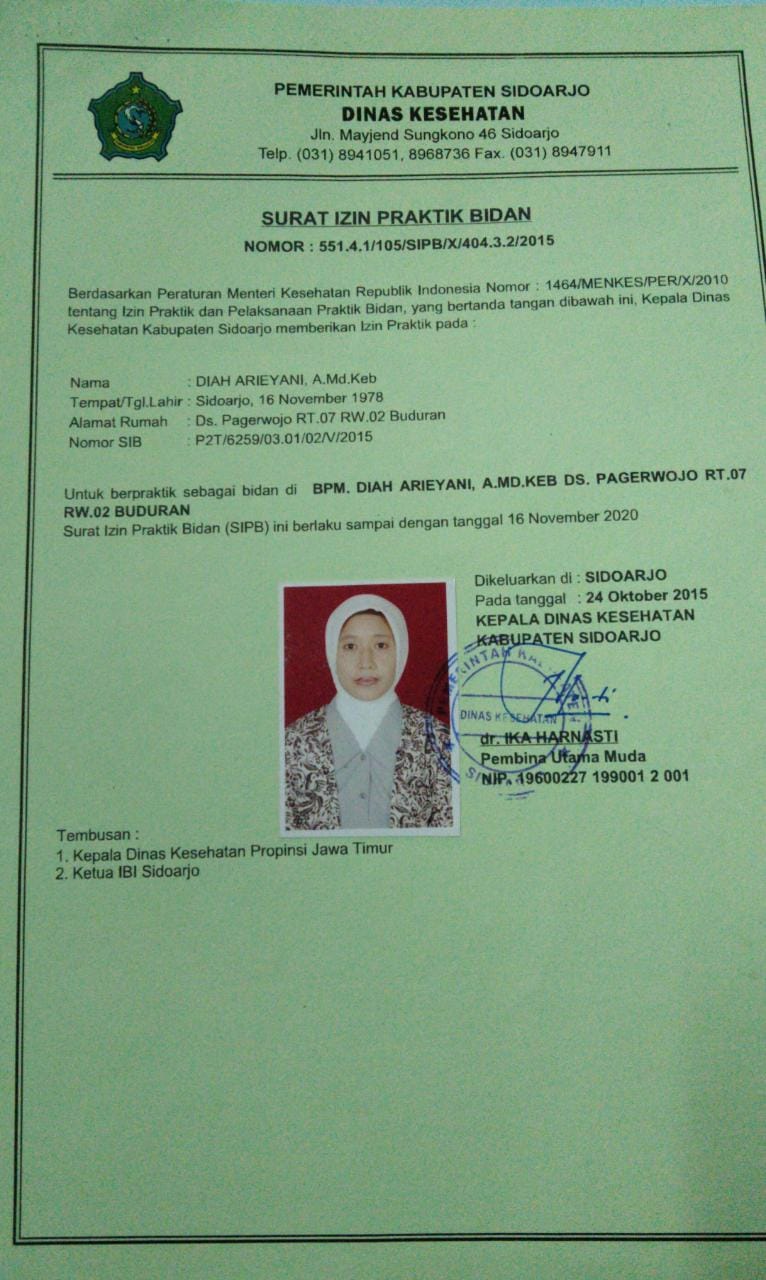 PEMERINTAH KABUPATEN SIDOARJO
DINAS KESEHATAN
Jln. Mayjend Sungkono 46 Sidoarjo
Telp. (031) 8941051, 8968736 Fax. (031) 8947911
SURAT IZIN PRAKTIK BIDAN
NOMOR : 551.4.1/105/SIPB/X/404.3.2/2015
Berdasarkan Peraturan Menteri Kesehatan Republik Indonesia Nomor : 1464/MENKES/PER/X/2010
tentang Izin Praktik dan Pelaksanaan Praktik Bidan, yang bertanda tangan dibawah ini, Kepala Dinas
Kesehatan Kabupaten Sidoarjo memberikan Izin Praktik pada :
Nama : DIAH ARIEYANI, A.Md.Keb
Tempat/Tgl.Lahir : Sidoarjo, 16 November 1978
Alamat Rumah : Ds. Pagerwojo RT.07 RW.02 Buduran
Nomor SIB : P2T/6259/03.01/02/V/2015
Untuk berpraktik sebagai bidan di BPM. DIAH ARIEYANI, A.MD.KEB DS. PAGERWOJO RT.07
RW.02 BUDURAN
Surat Izin Praktik Bidan (SIPB) ini berlaku sampai dengan tanggal 16 November 2020
Dikeluarkan di : SIDOARJO
Pada tanggal : 24 Oktober 2015
KEPALA DINAS KESEHATAN
KABUPATEN SIDOARJO
PEMERINTAH
DINAS KESEHATAN
dr. IKA HARNASTI
Pembina Utama Muda
NIP. 19600227 199001 2 001
Tembusan :
1. Kepala Dinas Kesehatan Propinsi Jawa Timur
2. Ketua IBI Sidoarjo